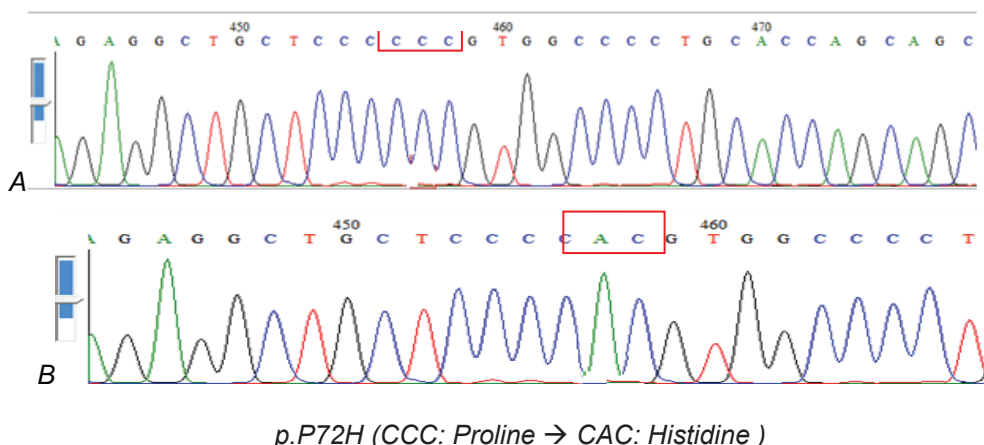 450 460 470
A G A G G C T G C T C C C C C C G T G G C C C C T G C A C C A G C A G C
A
450 460
A G A G G C T G C T C C C C A C G T G G C C C C T
B
p.P72H (CCC: Proline → CAC: Histidine )